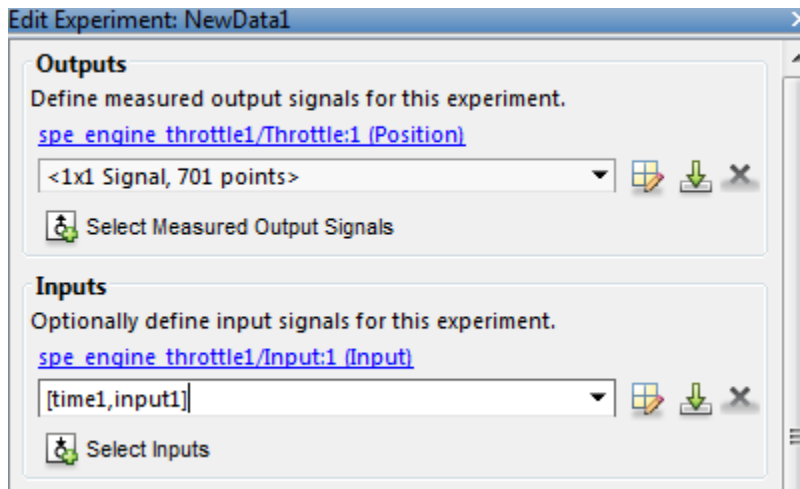 Edit Experiment: NewData1
Outputs
Define measured output signals for this experiment.
spe_engine_throttle1/Throttle:1 (Position)
<1x1 Signal, 701 points>
Select Measured Output Signals
Inputs
Optionally define input signals for this experiment.
spe_engine_throttle1/Input:1 (Input)
[time1,input1]
Select Inputs